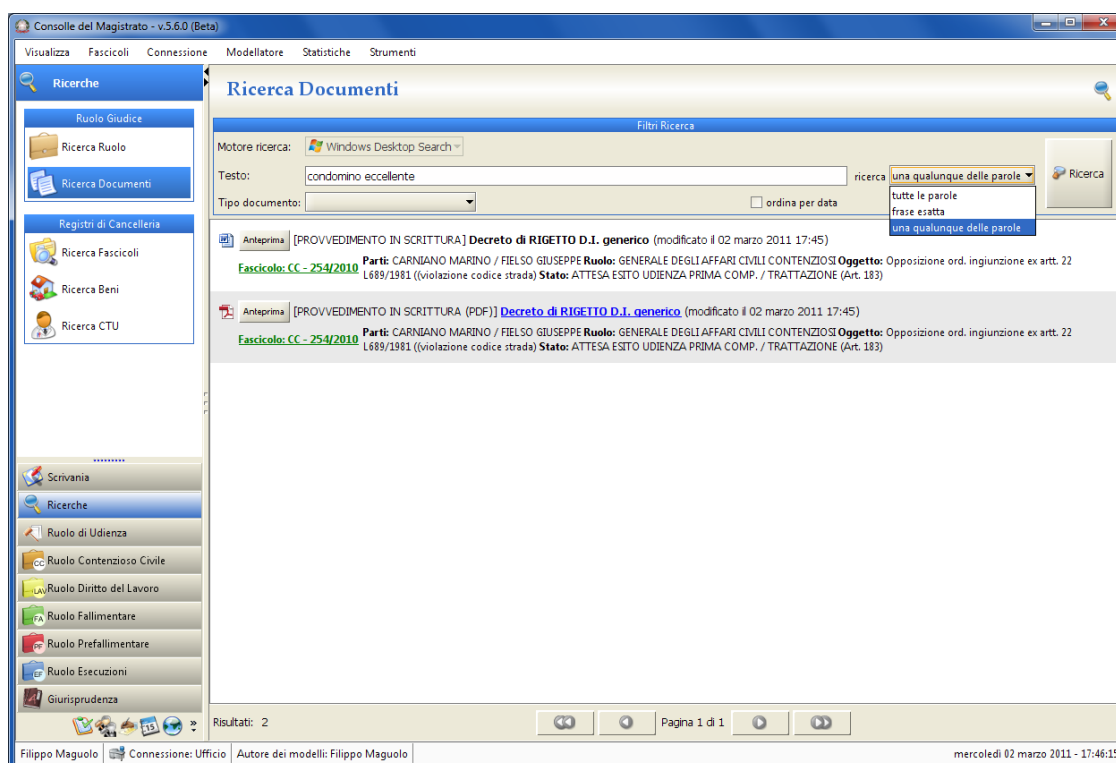 Consolle del Magistrato - v.5.6.0 (Beta)
Visualizza Fascicoli Connessione Modellatore Statistiche Strumenti
Ricerche
Ruolo Giudice
Ricerca Ruolo
Ricerca Documenti
Registri di Cancelleria
Ricerca Fascicoli
Ricerca Beni
Ricerca CTU
Scrivania
Ricerche
Ruolo di Udienza
CC Ruolo Contenzioso Civile
LAV Ruolo Diritto del Lavoro
FA Ruolo Fallimentare
PF Ruolo Prefallimentare
EF Ruolo Esecuzioni
Giurisprudenza
Ricerca Documenti
Filtri Ricerca
Motore ricerca: Windows Desktop Search
Testo: condomino eccellente ricerca una qualunque delle parole Ricerca
tutte le parole
frase esatta
una qualunque delle parole
Tipo documento: ordina per data
Anteprima [PROVVEDIMENTO IN SCRITTURA] Decreto di RIGETTO D.I. generico (modificato il 02 marzo 2011 17:45)
Fascicolo: CC - 254/2010 Parti: CARNIANO MARINO / FIELSO GIUSEPPE Ruolo: GENERALE DEGLI AFFARI CIVILI CONTENZIOSI Oggetto: Opposizione ord. ingiunzione ex artt. 22
L689/1981 ((violazione codice strada) Stato: ATTESA ESITO UDIENZA PRIMA COMP. / TRATTAZIONE (Art. 183)
Anteprima [PROVVEDIMENTO IN SCRITTURA (PDF)] Decreto di RIGETTO D.I. generico (modificato il 02 marzo 2011 17:45)
Fascicolo: CC - 254/2010 Parti: CARNIANO MARINO / FIELSO GIUSEPPE Ruolo: GENERALE DEGLI AFFARI CIVILI CONTENZIOSI Oggetto: Opposizione ord. ingiunzione ex artt. 22
L689/1981 ((violazione codice strada) Stato: ATTESA ESITO UDIENZA PRIMA COMP. / TRATTAZIONE (Art. 183)
Risultati: 2 Pagina 1 di 1
Filippo Maguolo Connessione: Ufficio Autore dei modelli: Filippo Maguolo mercoledì 02 marzo 2011 - 17:46:15